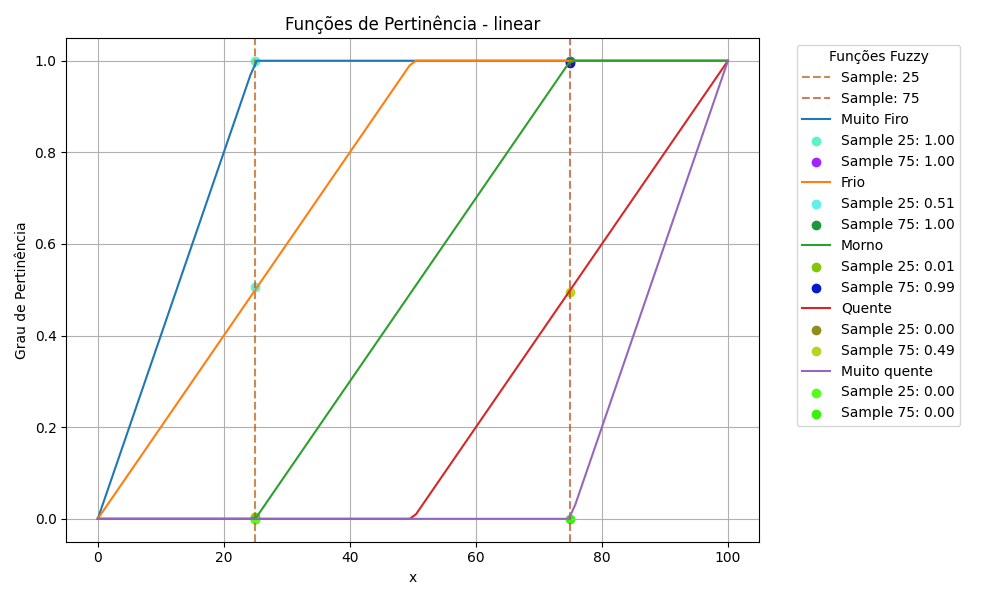 Funções de Pertinência - linear
Grau de Pertinência
1.0
0.8
0.6
0.4
0.2
0.0
0
20
40
60
80
100
x
Funções Fuzzy
Sample: 25
Sample: 75
Muito Firo
Sample 25: 1.00
Sample 75: 1.00
Frio
Sample 25: 0.51
Sample 75: 1.00
Morno
Sample 25: 0.01
Sample 75: 0.99
Quente
Sample 25: 0.00
Sample 75: 0.49
Muito quente
Sample 25: 0.00
Sample 75: 0.00